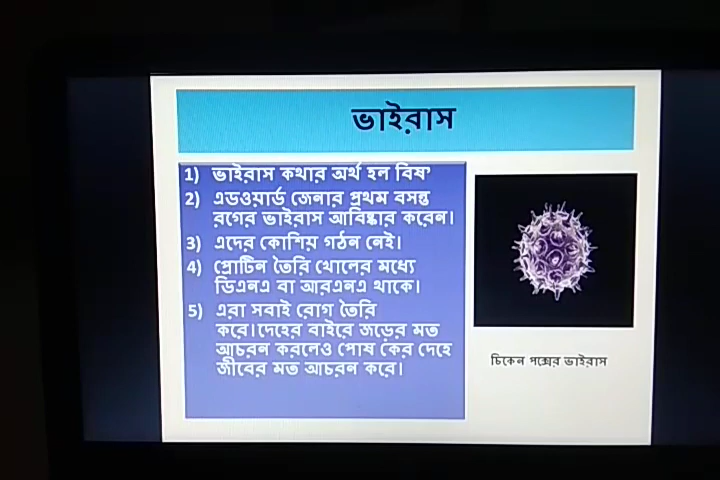 ভাইরাস
1) ভাইরাস কথার অর্থ হল বিষ'
2) এডওয়ার্ড জেনার প্রথম বসন্ত
রগের ভাইরাস আবিষ্কার করেন।
3) এদের কোশিয় গঠন নেই।
4) প্রোটিন তৈরি খোলের মধ্যে
ডিএনএ বা আরএনএ থাকে।
5) এরা সবাই রোগ তৈরি
করে।দেহের বাইরে জড়ের মত
আচরন করলেও পোষ কের দেহে
জীবের মত আচরন করে।
চিকেন পক্সের ভাইরাস